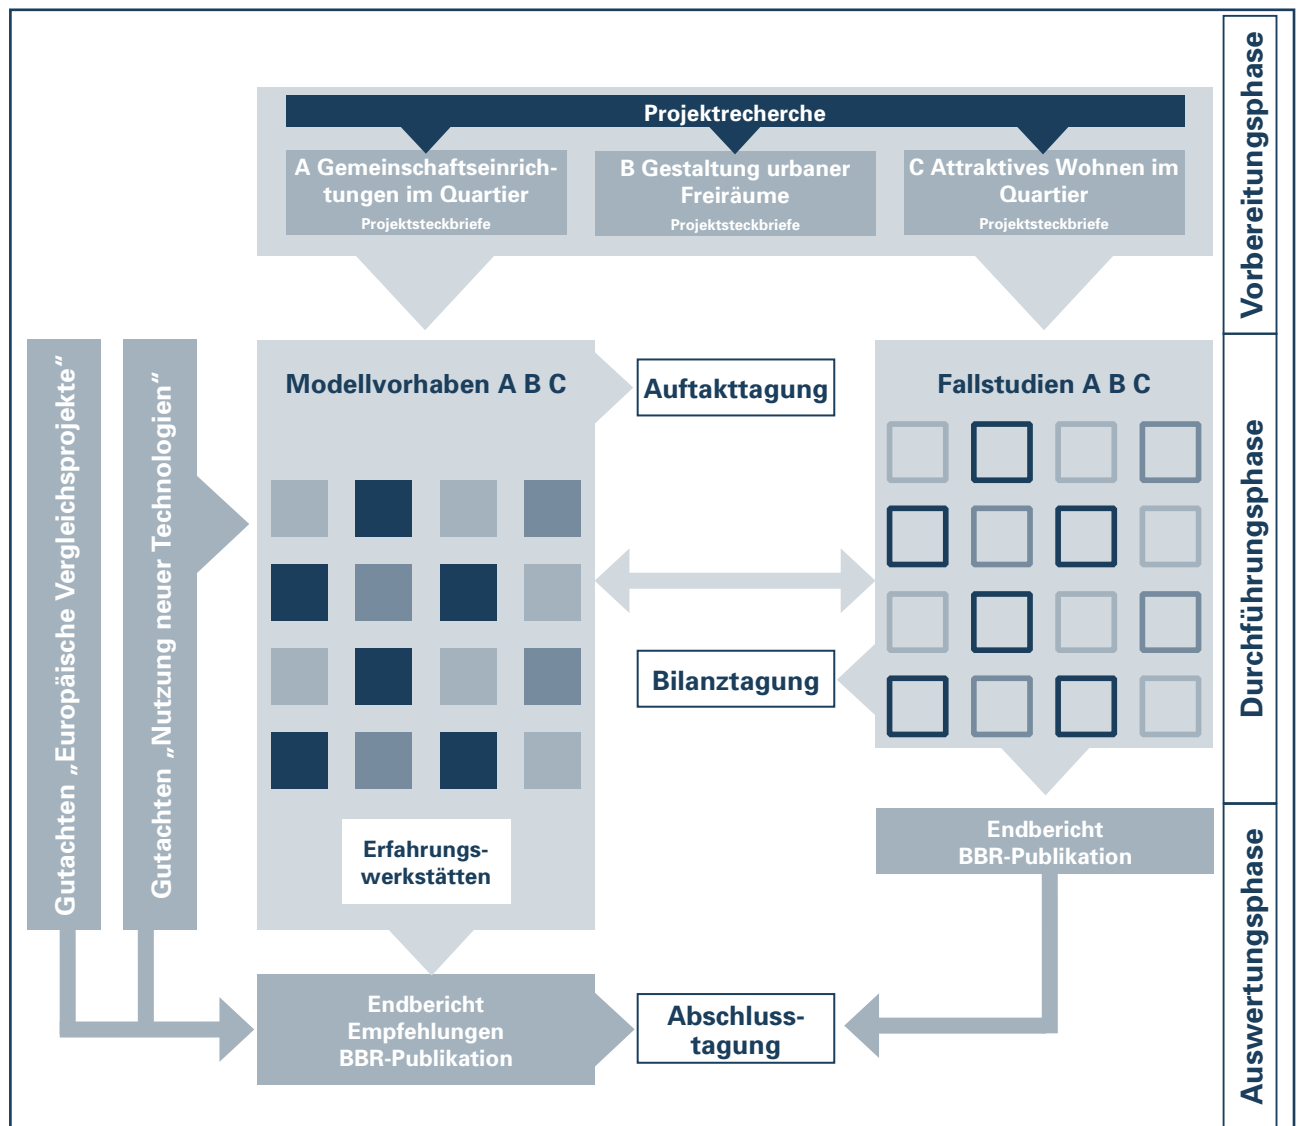 Projektrecherche
A Gemeinschaftseinrich-
tungen im Quartier
Projektsteckbriefe
B Gestaltung urbaner
Freiräume
Projektsteckbriefe
C Attraktives Wohnen im
Quartier
Projektsteckbriefe
Vorbereitungsphase
Gutachten „Europäische Vergleichsprojekte“
Gutachten „Nutzung neuer Technologien“
Modellvorhaben A B C
Auftakttagung
Fallstudien A B C
Bilanztagung
Durchführungsphase
Erfahrungs-
werkstätten
Endbericht
BBR-Publikation
Endbericht
Empfehlungen
BBR-Publikation
Abschluss-
tagung
Auswertungsphase